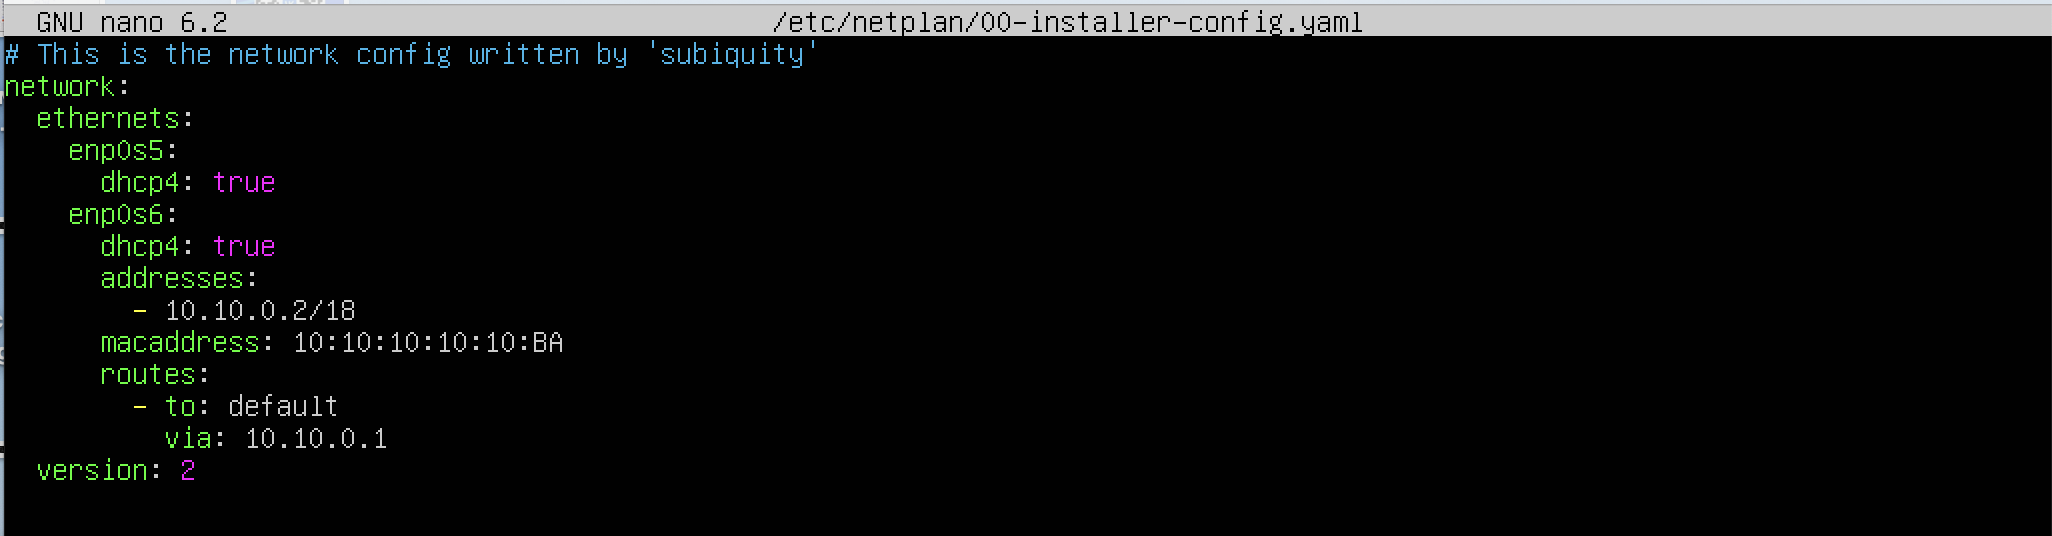 GNU nano 6.2 /etc/netplan/00-installer-config.yaml
# This is the network config written by 'subiquity'
network:
  ethernets:
    enp0s5:
      dhcp4: true
    enp0s6:
      dhcp4: true
      addresses:
        - 10.10.0.2/18
      macaddress: 10:10:10:10:10:BA
      routes:
        - to: default
          via: 10.10.0.1
  version: 2